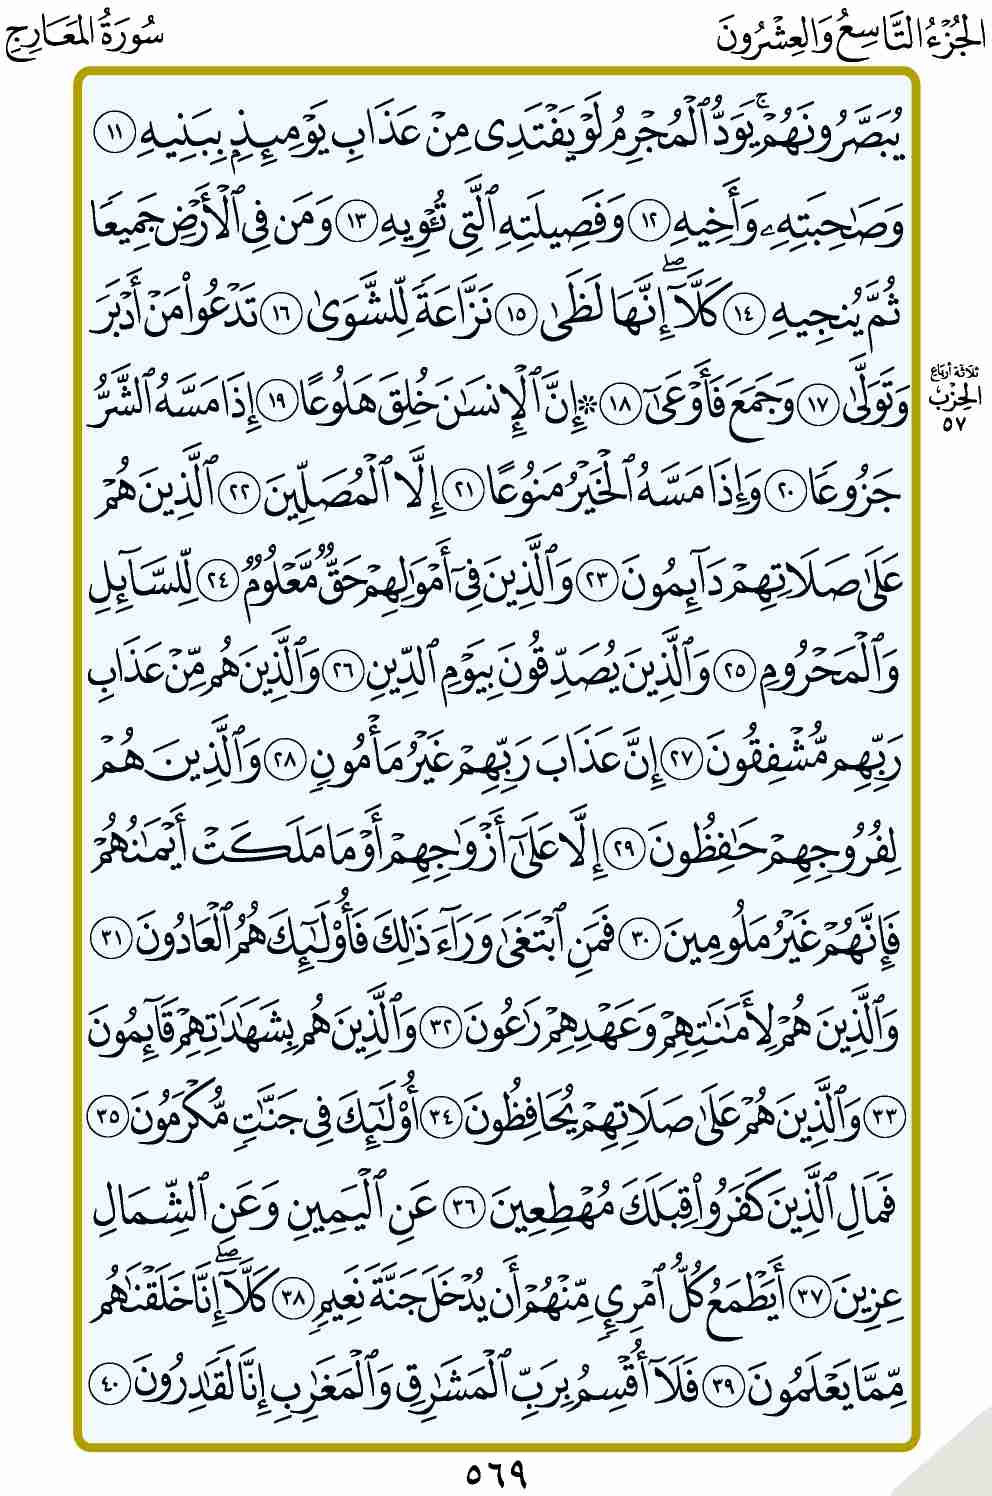 الجُزْءُ التَّاسِعُ وَالعِشْرُونَ
سُورَةُ المَعَارِجِ
يُبَصَّرُونَهُمْۚ يَوَدُّ ٱلْمُجْرِمُ لَوْ يَفْتَدِى مِنْ عَذَابِ يَوْمِئِذِۭ بِبَنِيهِ ١١
وَصَٰحِبَتِهِۦ وَأَخِيهِ ١٢ وَفَصِيلَتِهِ ٱلَّتِى تُـْٔوِيهِ ١٣ وَمَن فِى ٱلْأَرْضِ جَمِيعًا
ثُمَّ يُنجِيهِ ١٤ كَلَّآۖ إِنَّهَا لَظَىٰ ١٥ نَزَّاعَةً لِّلشَّوَىٰ ١٦ تَدْعُوا۟ مَنْ أَدْبَرَ
وَتَوَلَّىٰ ١٧ وَجَمَعَ فَأَوْعَىٰٓ ١٨ ۞ إِنَّ ٱلْإِنسَٰنَ خُلِقَ هَلُوعًا ١٩ إِذَا مَسَّهُ ٱلشَّرُّ
ثلاثة أرباع
الحِزْب
٥٧
جَزُوعًا ٢٠ وَإِذَا مَسَّهُ ٱلْخَيْرُ مَنُوعًا ٢١ إِلَّا ٱلْمُصَلِّينَ ٢٢ ٱلَّذِينَ هُمْ
عَلَىٰ صَلَاتِهِمْ دَآئِمُونَ ٢٣ وَٱلَّذِينَ فِىٓ أَمْوَٰلِهِمْ حَقٌّ مَّعْلُومٌ ٢٤ لِّلسَّآئِلِ
وَٱلْمَحْرُومِ ٢٥ وَٱلَّذِينَ يُصَدِّقُونَ بِيَوْمِ ٱلدِّينِ ٢٦ وَٱلَّذِينَ هُم مِّنْ عَذَابِ
رَبِّهِم مُّشْفِقُونَ ٢٧ إِنَّ عَذَابَ رَبِّهِمْ غَيْرُ مَأْمُونٍ ٢٨ وَٱلَّذِينَ هُمْ
لِفُرُوجِهِمْ حَٰفِظُونَ ٢٩ إِلَّا عَلَىٰٓ أَزْوَٰجِهِمْ أَوْ مَا مَلَكَتْ أَيْمَٰنُهُمْ
فَإِنَّهُمْ غَيْرُ مَلُومِينَ ٣٠ فَمَنِ ٱبْتَغَىٰ وَرَآءَ ذَٰلِكَ فَأُو۟لَٰٓئِكَ هُمُ ٱلْعَادُونَ ٣١
وَٱلَّذِينَ هُمْ لِأَمَٰنَٰتِهِمْ وَعَهْدِهِمْ رَٰعُونَ ٣٢ وَٱلَّذِينَ هُم بِشَهَٰدَٰتِهِمْ قَآئِمُونَ
٣٣ وَٱلَّذِينَ هُمْ عَلَىٰ صَلَاتِهِمْ يُحَافِظُونَ ٣٤ أُو۟لَٰٓئِكَ فِى جَنَّٰتٍ مُّكْرَمُونَ ٣٥
فَمَالِ ٱلَّذِينَ كَفَرُوا۟ قِبَلَكَ مُهْطِعِينَ ٣٦ عَنِ ٱلْيَمِينِ وَعَنِ ٱلشِّمَالِ
عِزِينَ ٣٧ أَيَطْمَعُ كُلُّ ٱمْرِئٍ مِّنْهُمْ أَن يُدْخَلَ جَنَّةَ نَعِيمٍ ٣٨ كَلَّآۖ إِنَّا خَلَقْنَٰهُم
مِّمَّا يَعْلَمُونَ ٣٩ فَلَآ أُقْسِمُ بِرَبِّ ٱلْمَشَٰرِقِ وَٱلْمَغَٰرِبِ إِنَّا لَقَٰدِرُونَ ٤٠
٥٦٩